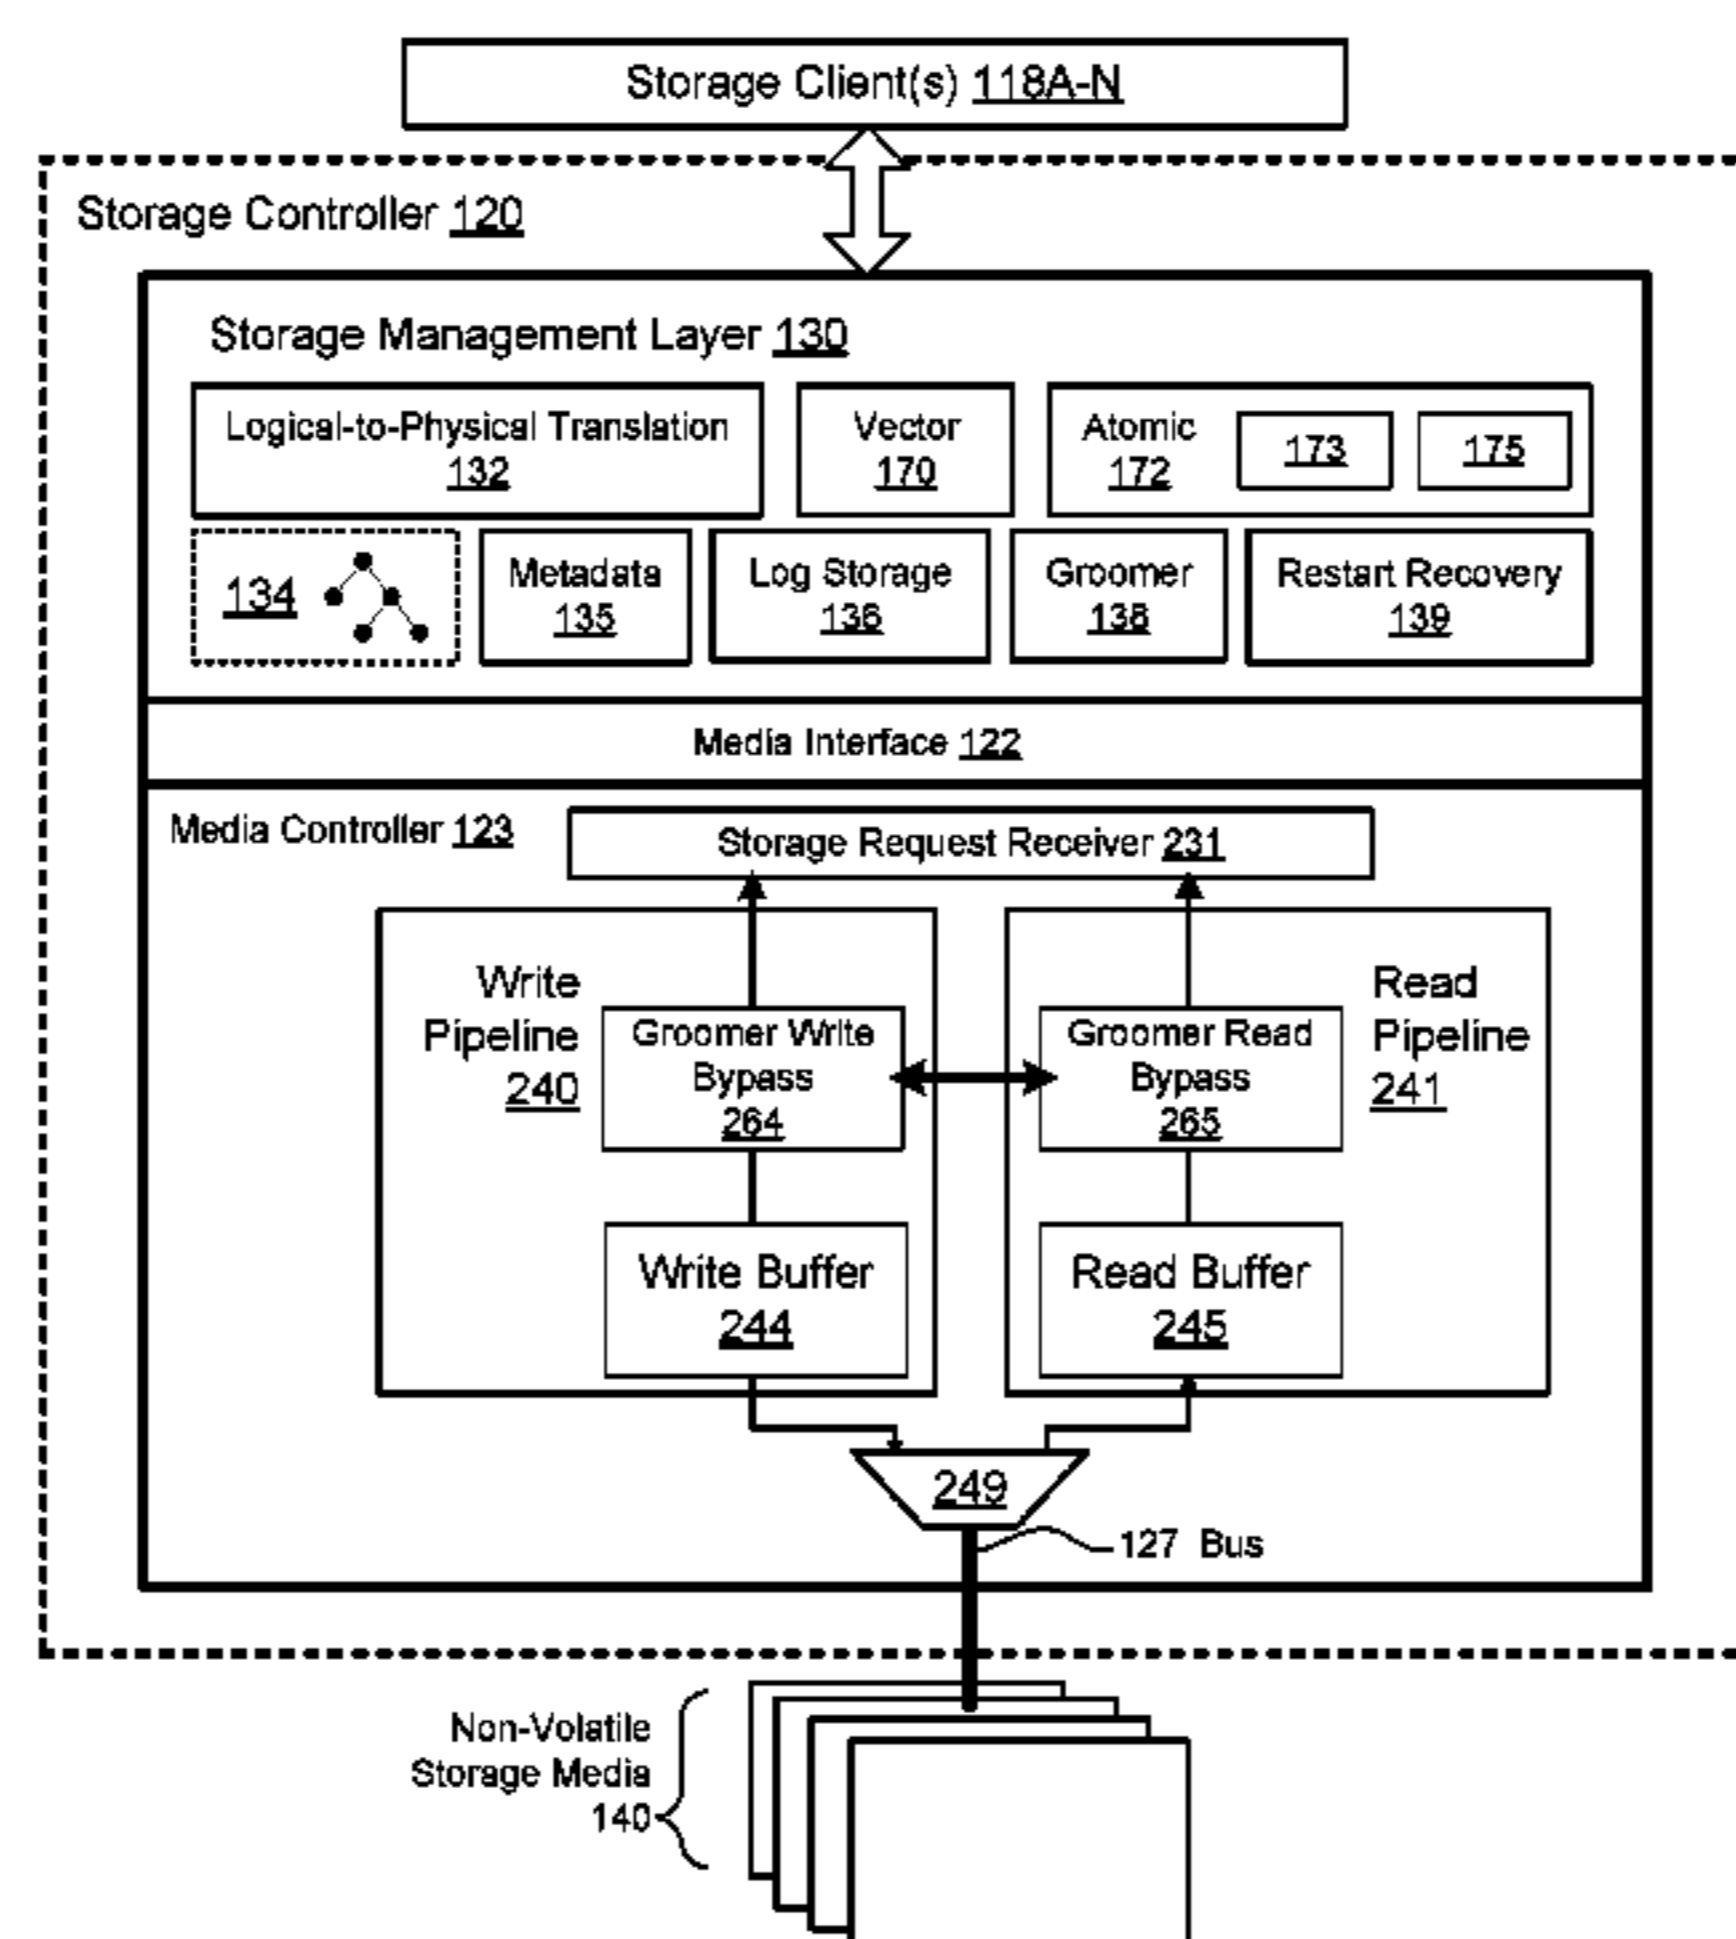 Storage Client(s) 118A-N
Storage Controller 120
Storage Management Layer 130
Logical-to-Physical Translation
132
Vector
170
Atomic
172
173
175
134
Metadata
135
Log Storage
136
Groomer
138
Restart Recovery
139
Media Interface 122
Media Controller 123
Storage Request Receiver 231
Write
Pipeline
240
Groomer Write
Bypass
264
Groomer Read
Bypass
265
Read
Pipeline
241
Write Buffer
244
Read Buffer
245
249
127 Bus
Non-Volatile
Storage Media
140